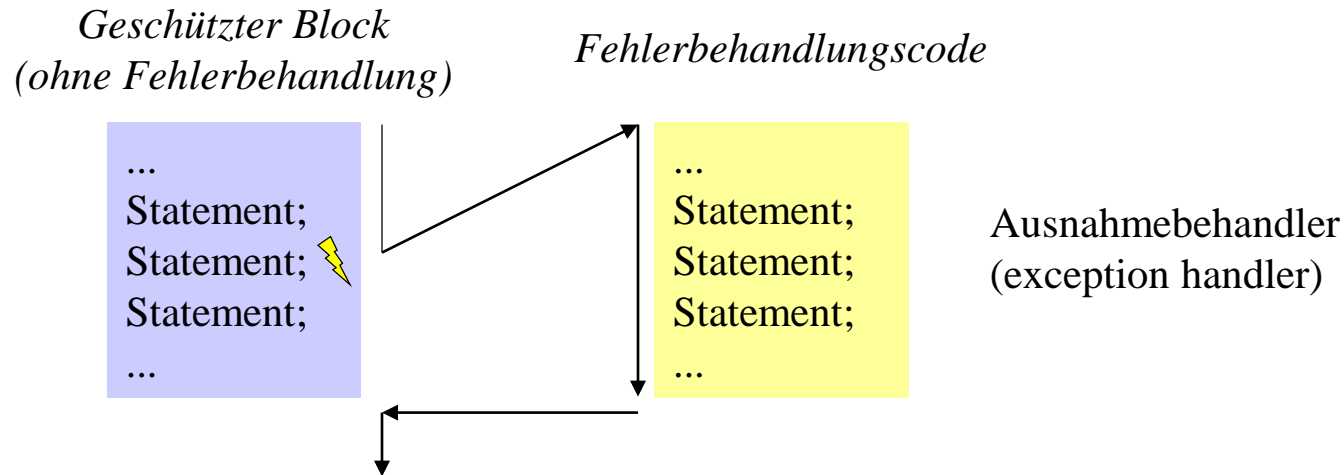 Geschützter Block
(ohne Fehlerbehandlung)
Fehlerbehandlungscode
...
Statement;
Statement;
Statement;
...
...
Statement;
Statement;
Statement;
...
Ausnahmebehandler
(exception handler)